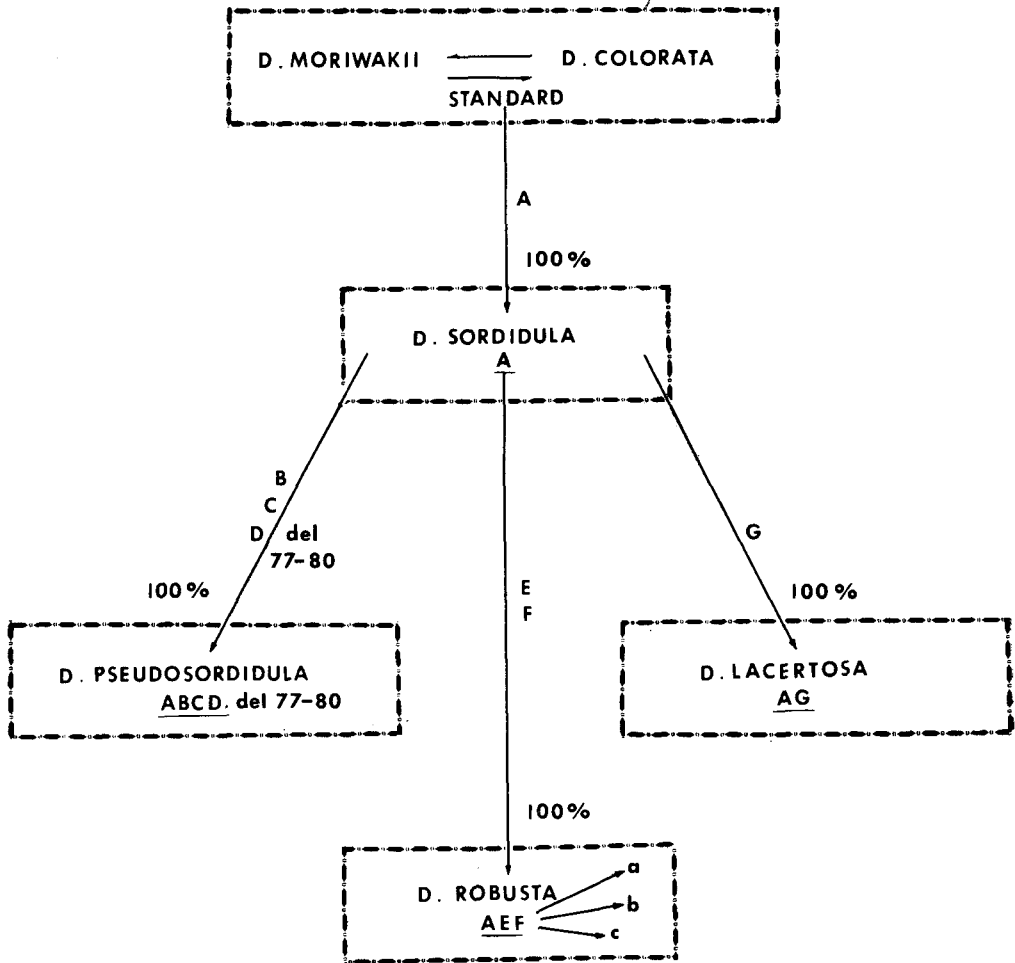 D. MORIWAKII D. COLORATA
STANDARD
A
100%
D. SORDIDULA
A
B
C
D del
77-80
100%
E
F
G
100%
D. PSEUDOSORDIDULA
ABCD. del 77-80
D. LACERTOSA
AG
100%
D. ROBUSTA
AEF
a
b
c